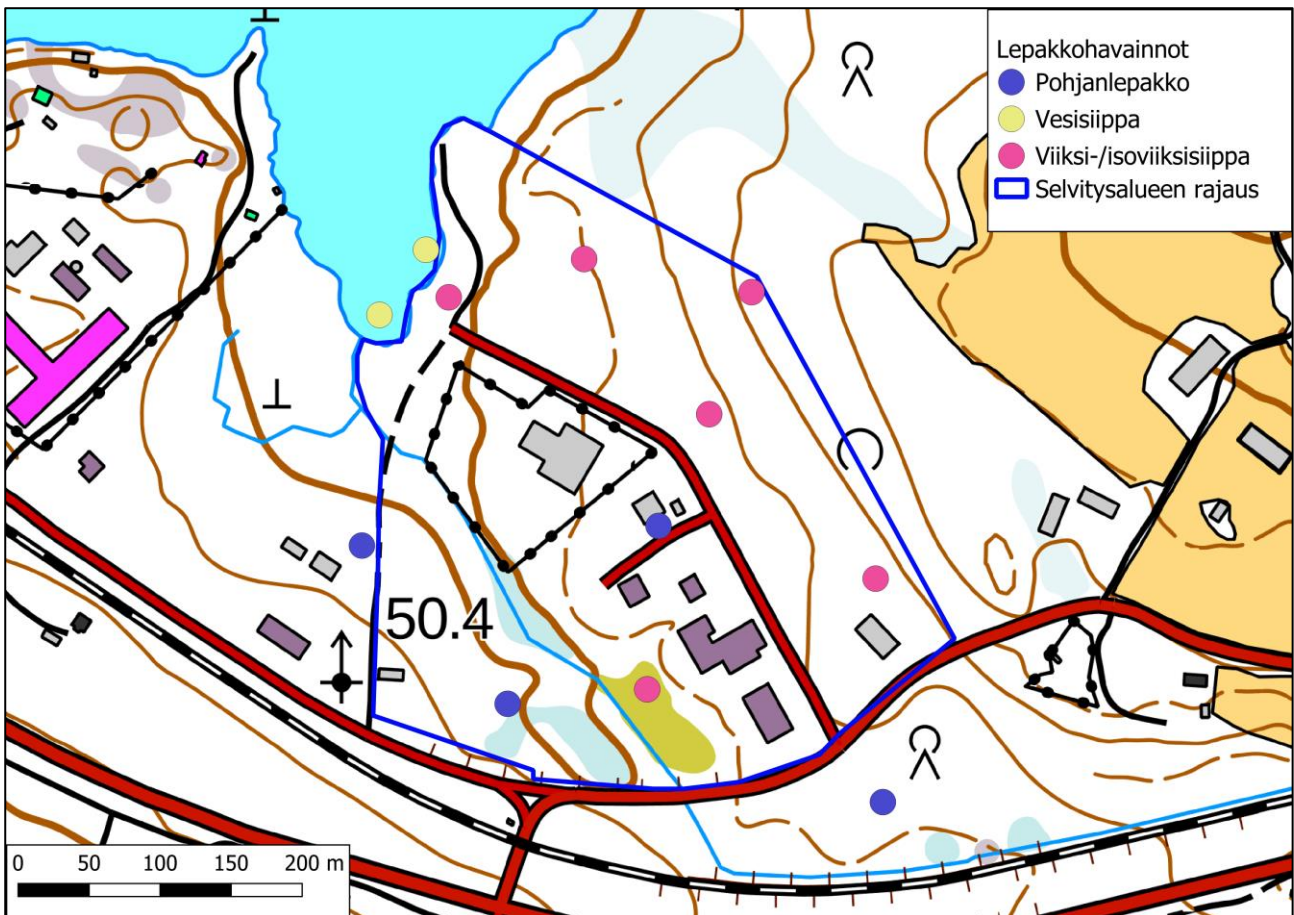 Lepakkohavainnot
Pohjanlepakko
Vesisiippa
Viiksi-/isoviiksisiippa
Selvitysalueen rajaus
50.4
0 50 100 150 200 m